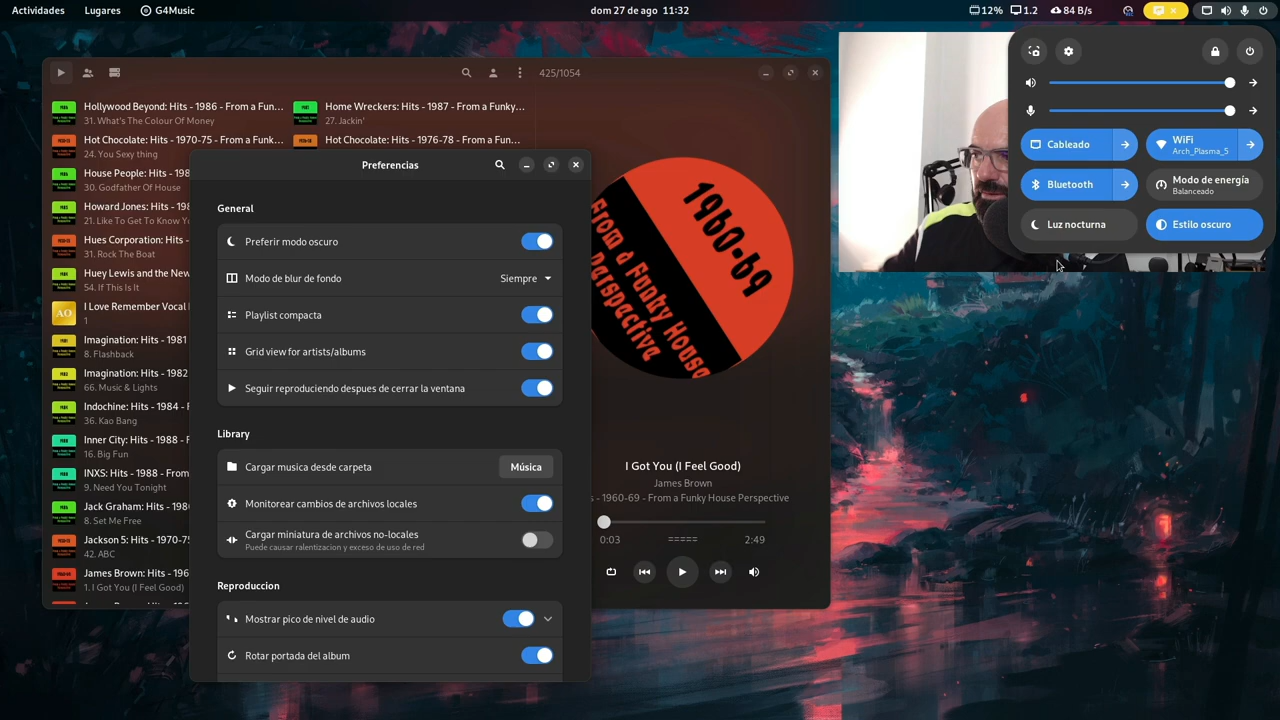 Actividades
Lugares
G4Music
dom 27 de ago 11:32
12%
1.2
84 B/s
425/1054
Hollywood Beyond: Hits - 1986 - From a Fun…
31. What's The Colour Of Money
Home Wreckers: Hits - 1987 - From a Funky…
27. Jackin'
Hot Chocolate: Hits - 1970-75 - From a Funk…
24. You Sexy thing
Hot Chocolate: Hits - 1976-78 - From a Fun…
House People: Hits - 198
30. Godfather Of House
Howard Jones: Hits - 198
21. Like To Get To Know Yo
Hues Corporation: Hits -
31. Rock The Boat
Huey Lewis and the New
54. If This Is It
I Love Remember Vocal
1
AO
Imagination: Hits - 1981
8. Flashback
Imagination: Hits - 1982
66. Music & Lights
Indochine: Hits - 1984 - F
36. Kao Bang
Inner City: Hits - 1988 - F
16. Big Fun
INXS: Hits - 1988 - From
9. Need You Tonight
Jack Graham: Hits - 198
8. Set Me Free
Jackson 5: Hits - 1970-75
42. ABC
James Brown: Hits - 196
1. I Got You (I Feel Good)
Preferencias
General
Preferir modo oscuro
Modo de blur de fondo
Siempre
Playlist compacta
Grid view for artists/albums
Seguir reproduciendo despues de cerrar la ventana
Library
Cargar musica desde carpeta
Música
Monitorear cambios de archivos locales
Cargar miniatura de archivos no-locales
Puede causar ralentizacion y exceso de uso de red
Reproduccion
Mostrar pico de nivel de audio
Rotar portada del album
1960-69
From a Funky House
Parspective
I Got You (I Feel Good)
James Brown
s - 1960-69 - From a Funky House Perspective
0:03
=====
2:49
Cableado
WiFi
Arch_Plasma_5
Bluetooth
Modo de energía
Balanceado
Luz nocturna
Estilo oscuro